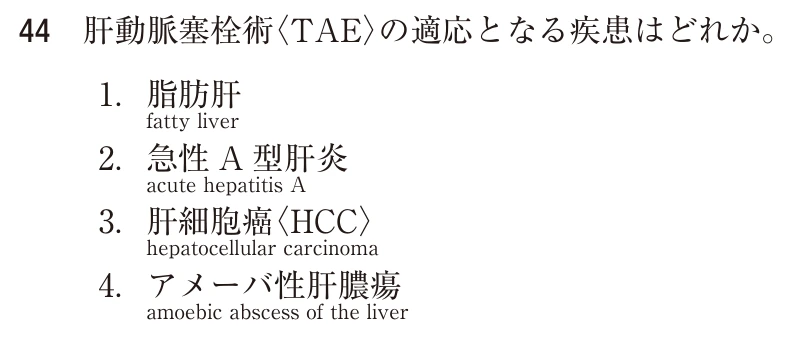 44 肝動脈塞栓術〈TAE〉の適応となる疾患はどれか。
1. 脂肪肝
fatty liver
2. 急性 A 型肝炎
acute hepatitis A
3. 肝細胞癌〈HCC〉
hepatocellular carcinoma
4. アメーバ性肝膿瘍
amoebic abscess of the liver